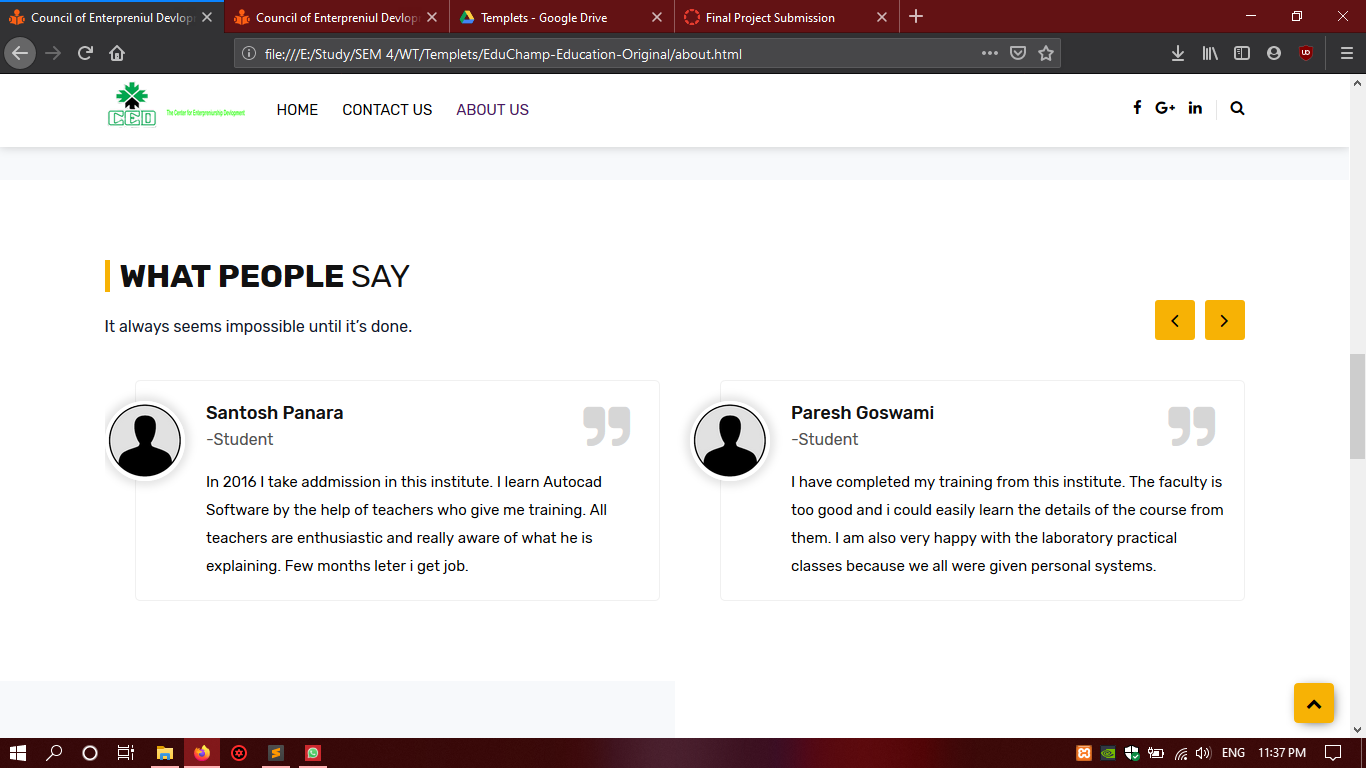 Council of Enterpreniul Devlop
Council of Enterpreniul Devlop
Templets - Google Drive
Final Project Submission
file:///E:/Study/SEM 4/WT/Templets/EduChamp-Education-Original/about.html
CED
The Center for Enterpreneurship Devlopment
HOME
CONTACT US
ABOUT US
WHAT PEOPLE SAY
It always seems impossible until it's done.
Santosh Panara
-Student
In 2016 I take addmission in this institute. I learn Autocad
Software by the help of teachers who give me training. All
teachers are enthusiastic and really aware of what he is
explaining. Few months leter i get job.
Paresh Goswami
-Student
I have completed my training from this institute. The faculty is
too good and i could easily learn the details of the course from
them. I am also very happy with the laboratory practical
classes because we all were given personal systems.
ENG
11:37 PM